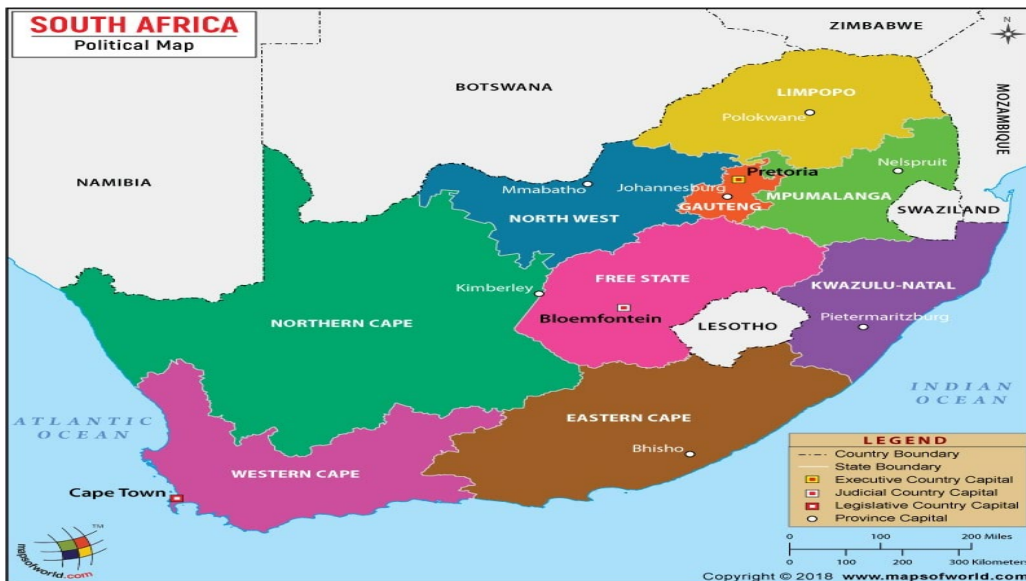 SOUTH AFRICA
Political Map
ZIMBABWE
N
BOTSWANA
LIMPOPO
MOZAMBIQUE
Polokwane
NAMIBIA
Nelspruit
Pretoria
Mmabatho
Johannesburg
MPUMALANGA
GAUTENG
SWAZILAND
NORTH WEST
FREE STATE
KWAZULU-NATAL
Kimberley
Bloemfontein
Pietermaritzburg
NORTHERN CAPE
LESOTHO
INDIAN
OCEAN
ATLANTIC
OCEAN
EASTERN CAPE
Bhisho
WESTERN CAPE
Cape Town
LEGEND
Country Boundary
State Boundary
Executive Country Capital
Judicial Country Capital
Legislative Country Capital
Province Capital
0 100 200 Miles
0 100 200 300 Kilometers
TM
mapsofworld.com
Copyright © 2018 www.mapsofworld.com